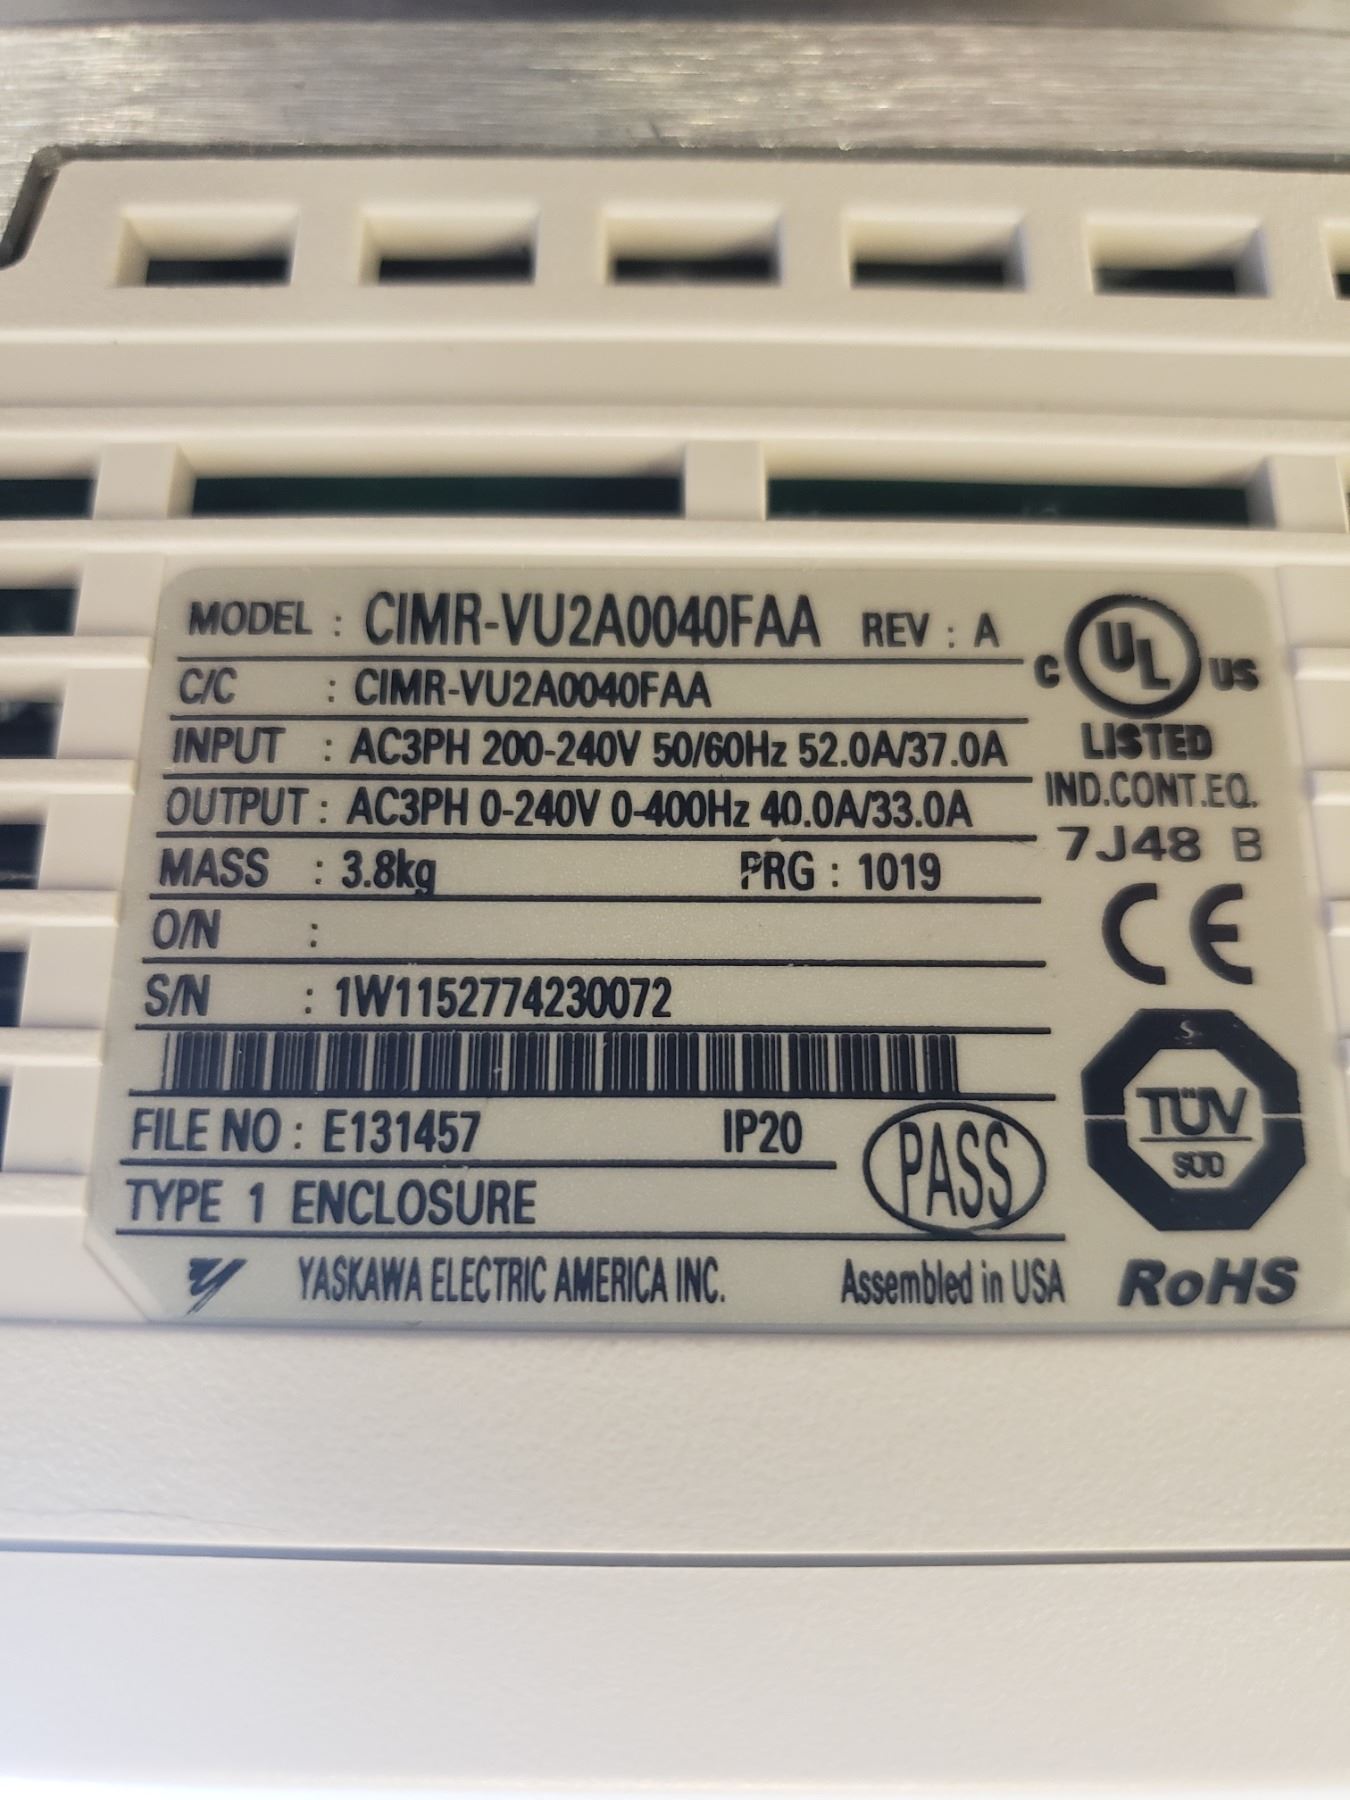 MODEL : CIMR-VU2A0040FAA REV : A
C/C : CIMR-VU2A0040FAA
INPUT : AC3PH 200-240V 50/60Hz 52.0A/37.0A
OUTPUT : AC3PH 0-240V 0-400Hz 40.0A/33.0A
MASS : 3.8kg PRG : 1019
O/N :
S/N : 1W1152774230072
FILE NO : E131457 IP20
TYPE 1 ENCLOSURE
PASS
YASKAWA ELECTRIC AMERICA INC. Assembled in USA
C UL US
LISTED
IND.CONT.EQ.
7J48 B
CE
TÜV
SÜD
RoHS